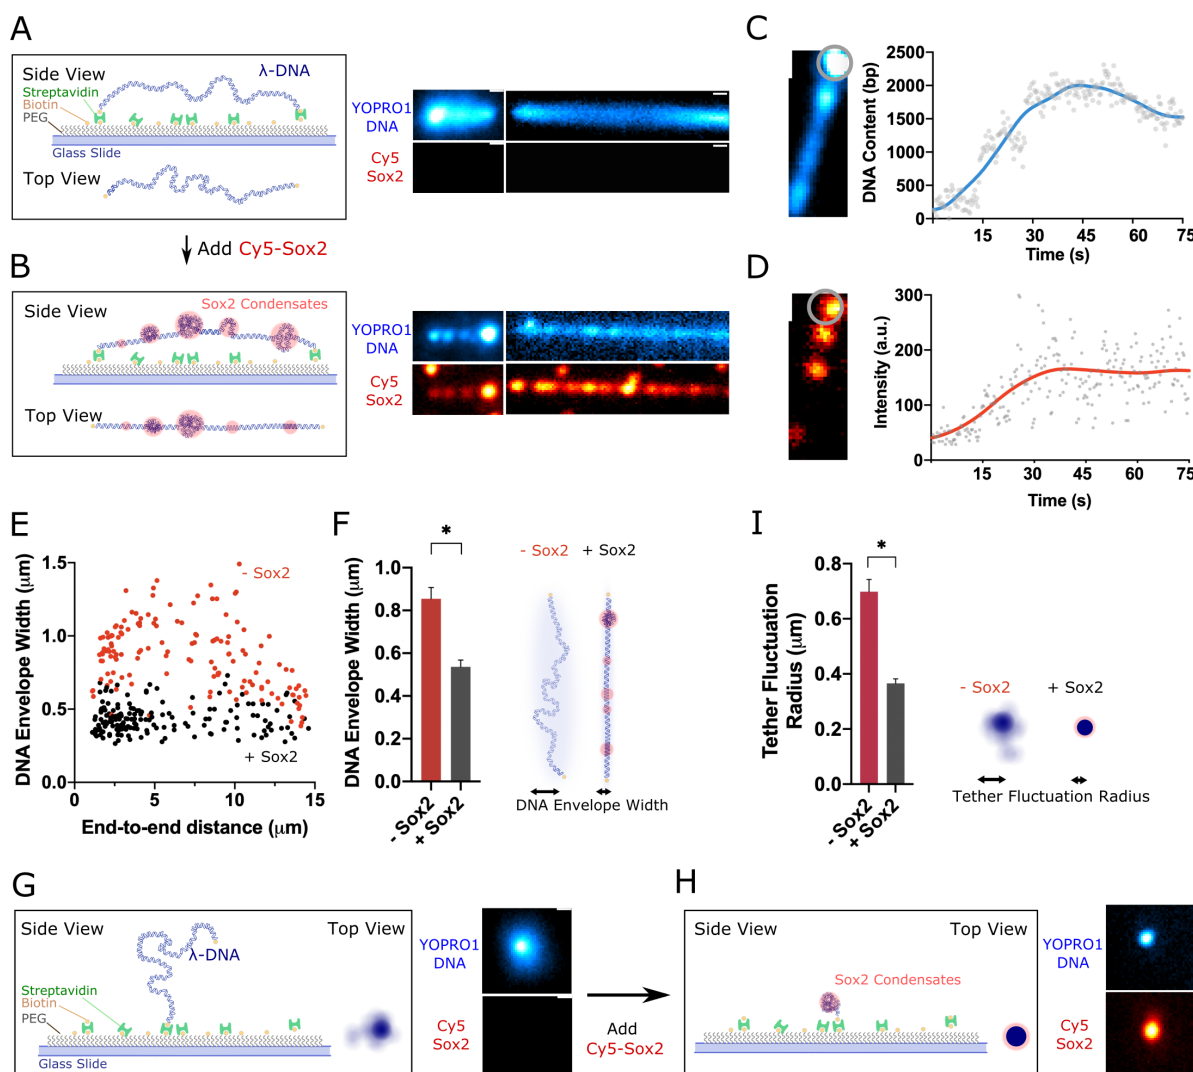 A
Side View
λ-DNA
Streptavidin
Biotin
PEG
Glass Slide
Top View
YOPRO1
DNA
Cy5
Sox2
Add Cy5-Sox2
B
Side View
Sox2 Condensates
Top View
YOPRO1
DNA
Cy5
Sox2
C
DNA Content (bp)
2500
2000
1500
1000
500
0
15 30 45 60 75
Time (s)
D
Intensity (a.u.)
300
200
100
0
15 30 45 60 75
Time (s)
E
DNA Envelope Width (μm)
1.5
1.0
0.5
0.0
- Sox2
+ Sox2
0 5 10 15
End-to-end distance (μm)
F
DNA Envelope Width (μm)
1.0
0.8
0.6
0.4
0.2
0.0
*
- Sox2
+ Sox2
- Sox2 + Sox2
DNA Envelope Width
I
Tether Fluctuation
Radius (μm)
0.8
0.6
0.4
0.2
0.0
*
- Sox2
+ Sox2
- Sox2 + Sox2
Tether Fluctuation Radius
G
Side View
Top View
λ-DNA
Streptavidin
Biotin
PEG
Glass Slide
YOPRO1
DNA
Cy5
Sox2
Add
Cy5-Sox2
H
Side View
Top View
Sox2 Condensates
YOPRO1
DNA
Cy5
Sox2